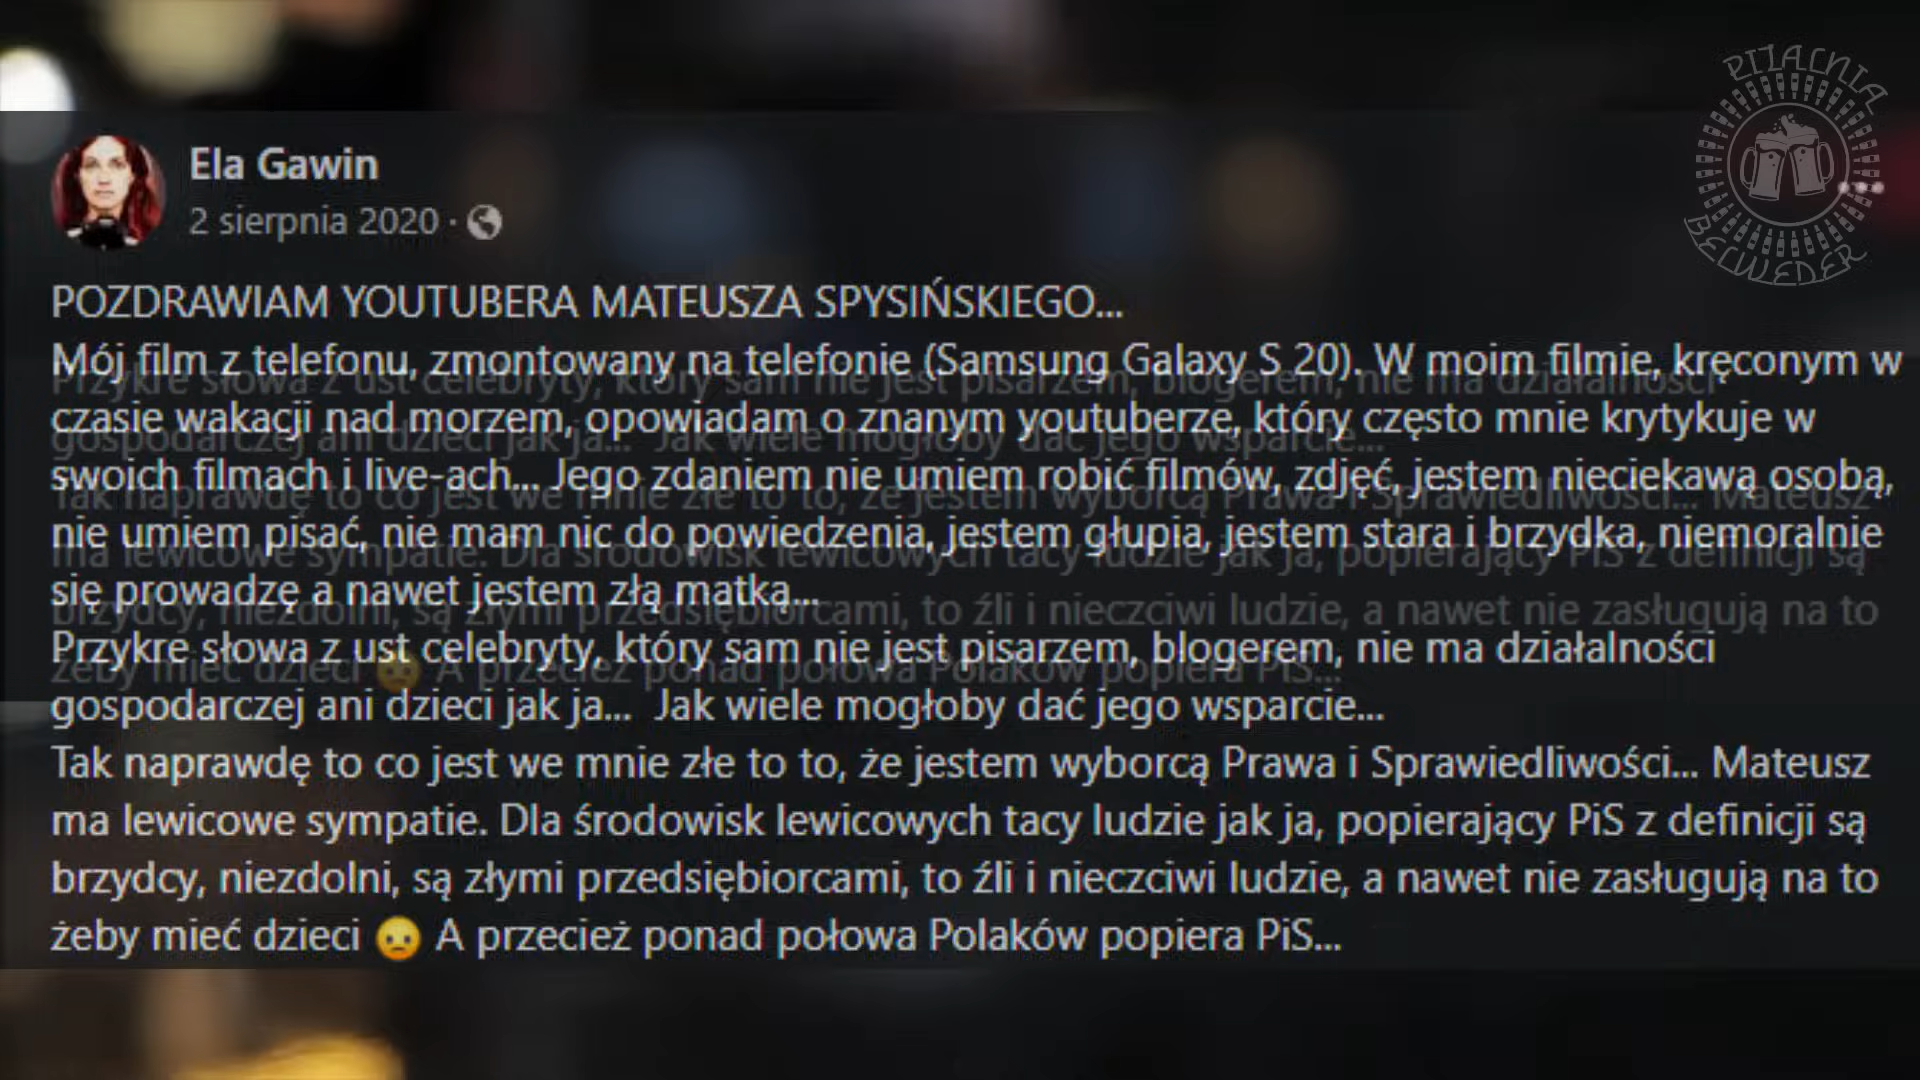 PIJALNIA
BELWEDER
Ela Gawin
2 sierpnia 2020 ·
POZDRAWIAM YOUTUBERA MATEUSZA SPYSIŃSKIEGO...
Mój film z telefonu, zmontowany na telefonie (Samsung Galaxy S 20). W moim filmie, kręconym w
czasie wakacji nad morzem, opowiadam o znanym youtuberze, który często mnie krytykuje w
swoich filmach i live-ach... Jego zdaniem nie umiem robić filmów, zdjęć, jestem nieciekawą osobą,
nie umiem pisać, nie mam nic do powiedzenia, jestem głupia, jestem stara i brzydka, niemoralnie
się prowadzę a nawet jestem złą matką...
Przykre słowa z ust celebryty, który sam nie jest pisarzem, blogerem, nie ma działalności
gospodarczej ani dzieci jak ja... Jak wiele mogłoby dać jego wsparcie...
Tak naprawdę to co jest we mnie złe to to, że jestem wyborcą Prawa i Sprawiedliwości... Mateusz
ma lewicowe sympatie. Dla środowisk lewicowych tacy ludzie jak ja, popierający PiS z definicji są
brzydcy, niezdolni, są złymi przedsiębiorcami, to źli i nieczciwi ludzie, a nawet nie zasługują na to
żeby mieć dzieci 😞 A przecież ponad połowa Polaków popiera PiS...